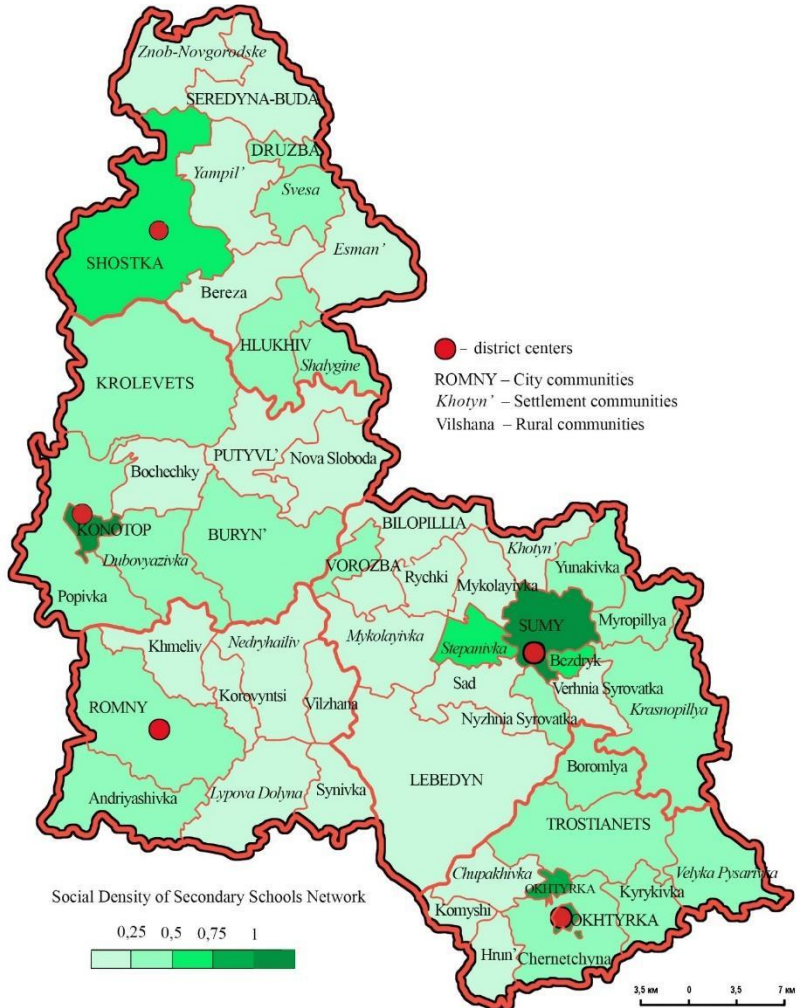 Znob-Novgorodske
SEREDYNA-BUDA
DRUZBA
Yampil’
Svesa
Esman’
SHOSTKA
Bereza
HLUKHIV
Shalygine
KROLEVETS
– district centers
ROMNY – City communities
Khotyn’ – Settlement communities
Vilshana – Rural communities
PUTYVL’
Bochechky
Nova Sloboda
KONOTOP
BURYN’
Dubovyazivka
Popivka
BILOPILLIA
Khotyn’
VOROZBA
Yunakivka
Rychki
Mykolayivka
Myropillya
SUMY
Mykolayivka
Stepanivka
Bezdryk
Khmeliv
Nedryhailiv
Sad
Verhnia Syrovatka
Korovyntsi
Vilzhana
Krasnopillya
ROMNY
Nyzhnia Syrovatka
Boromlya
LEBEDYN
Andriyashivka
Lypova Dolyna
Synivka
TROSTIANETS
Chupakhivka
Velyka Pysarivka
OKHTYRKA
Kyrykivka
Komyshi
OKHTYRKA
Hrun’
Chernetchyna
Social Density of Secondary Schools Network
0,25 0,5 0,75 1
3,5 км 0 3,5 7 км